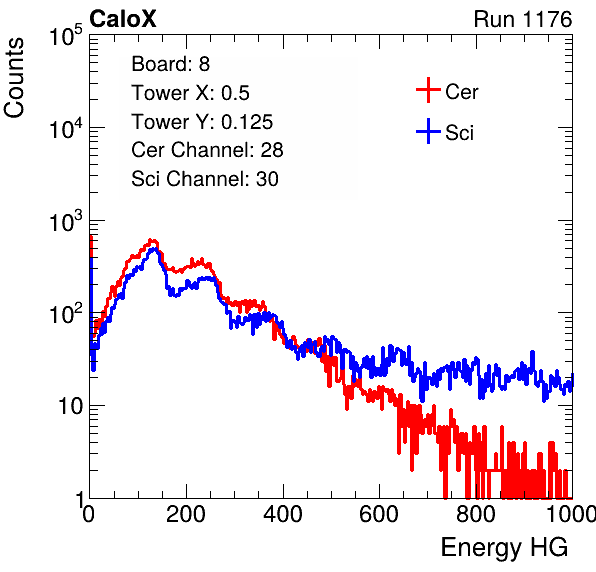 CaloX Run 1176
Counts
10^5
10^4
10^3
10^2
10
1
Board: 8
Tower X: 0.5
Tower Y: 0.125
Cer Channel: 28
Sci Channel: 30
Cer
Sci
0 200 400 600 800 1000
Energy HG